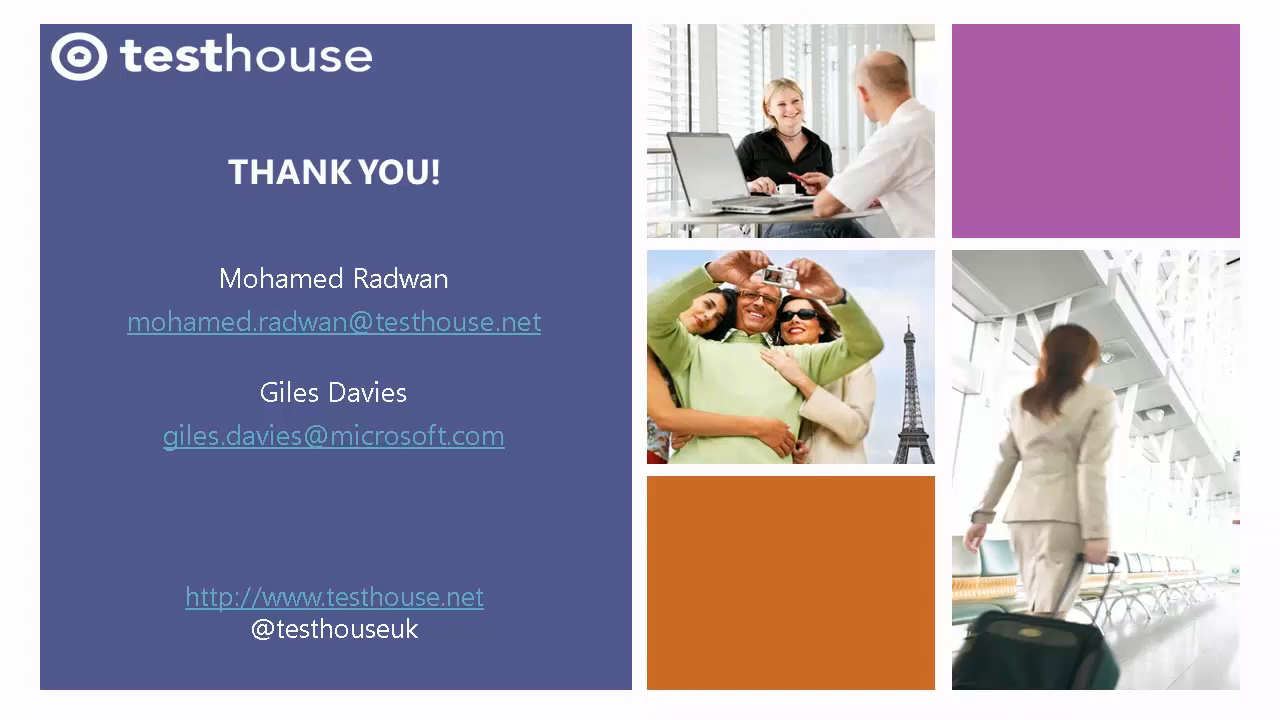 testhouse
THANK YOU!
Mohamed Radwan
mohamed.radwan@testhouse.net
Giles Davies
giles.davies@microsoft.com
http://www.testhouse.net
@testhouseuk